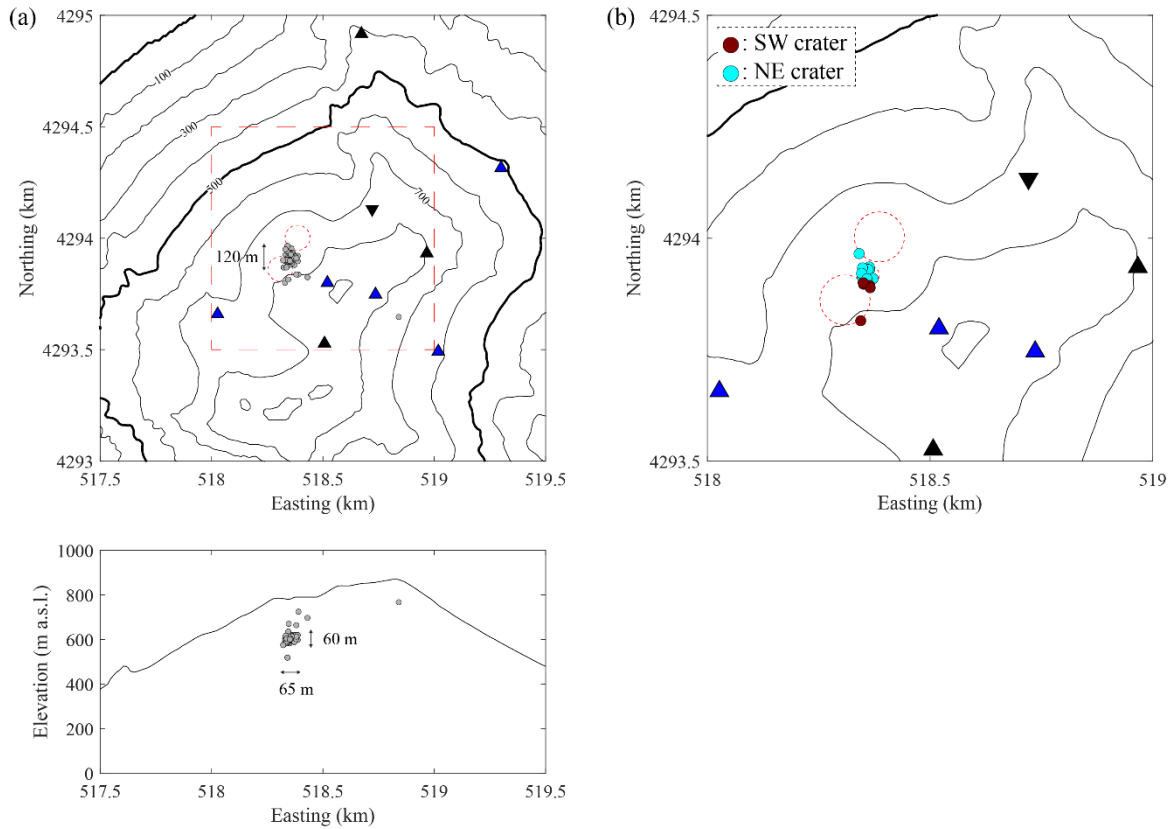 (a)
4295
4294.5
4294
4293.5
4293
Northing (km)
100
300
500
700
120 m
517.5
518
518.5
519
519.5
Easting (km)
(b)
4294.5
4294
4293.5
Northing (km)
: SW crater
: NE crater
518
518.5
519
Easting (km)
1000
800
600
400
200
0
Elevation (m a.s.l.)
60 m
65 m
517.5
518
518.5
519
519.5
Easting (km)